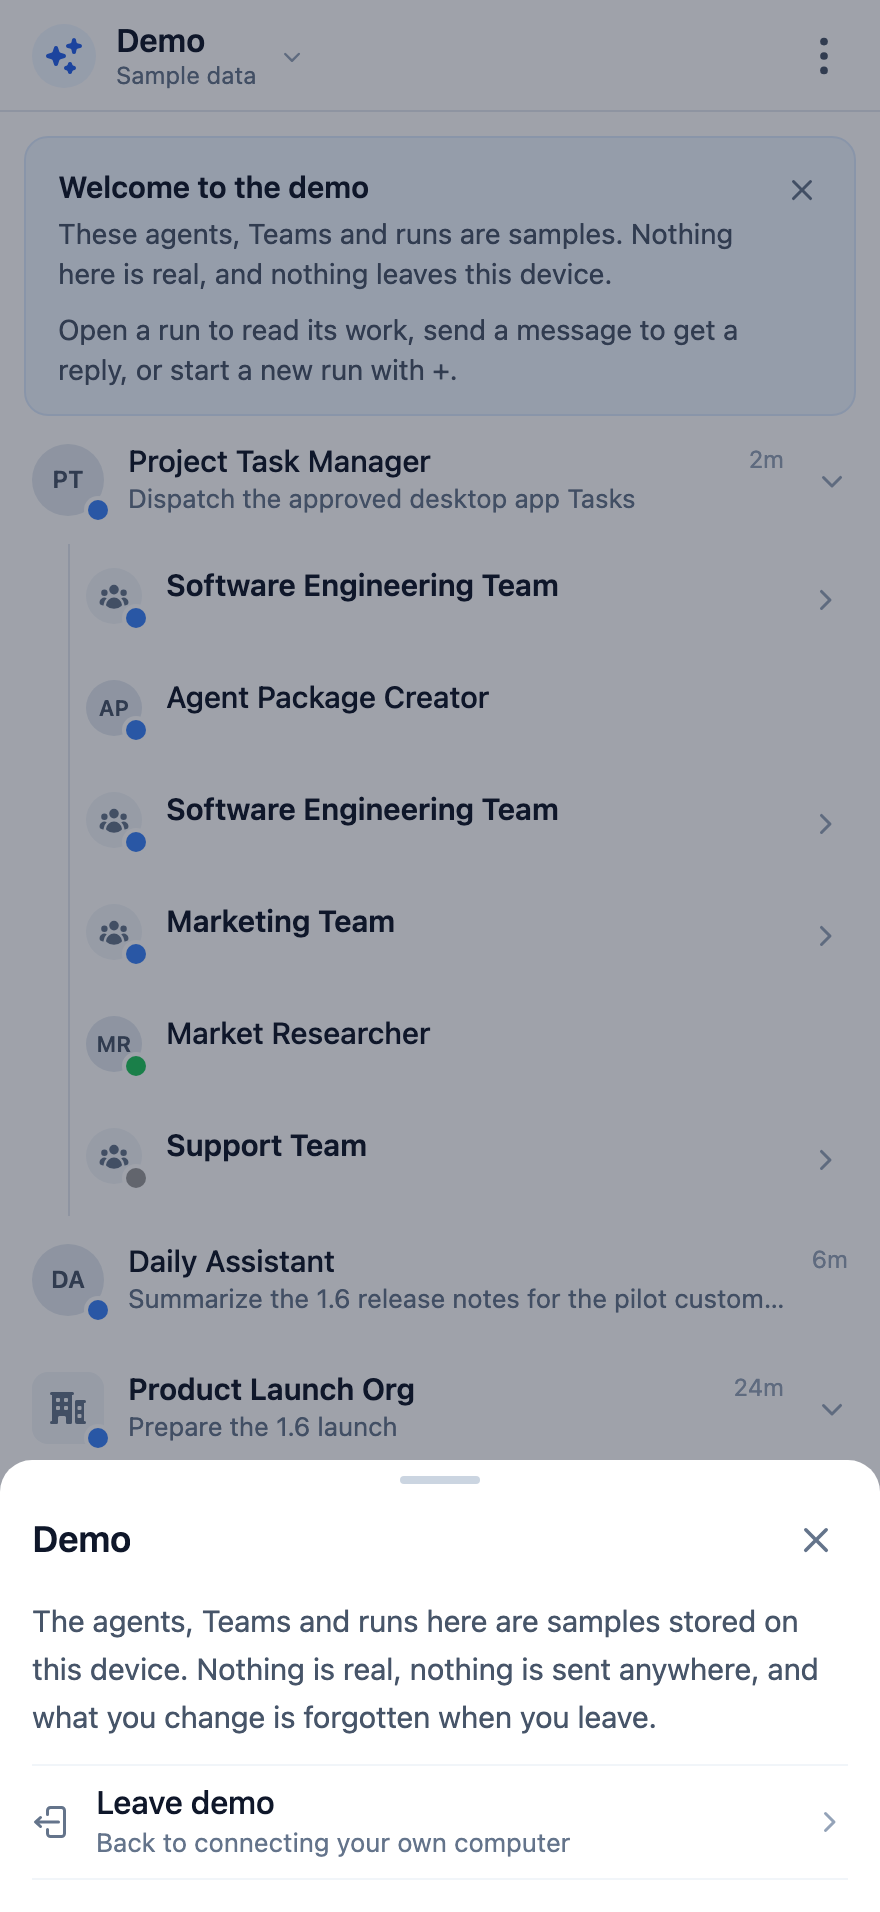 Demo
Sample data
Welcome to the demo
These agents, Teams and runs are samples. Nothing
here is real, and nothing leaves this device.
Open a run to read its work, send a message to get a
reply, or start a new run with +.
PT
Project Task Manager
2m
Dispatch the approved desktop app Tasks
Software Engineering Team
AP
Agent Package Creator
Software Engineering Team
Marketing Team
MR
Market Researcher
Support Team
DA
Daily Assistant
6m
Summarize the 1.6 release notes for the pilot custom...
Product Launch Org
24m
Prepare the 1.6 launch
Demo
The agents, Teams and runs here are samples stored on
this device. Nothing is real, nothing is sent anywhere, and
what you change is forgotten when you leave.
Leave demo
Back to connecting your own computer